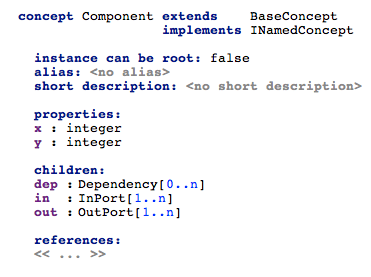 concept Component extends BaseConcept
implements INamedConcept
instance can be root: false
alias: <no alias>
short description: <no short description>
properties:
x : integer
y : integer
children:
dep : Dependency[0..n]
in : InPort[1..n]
out : OutPort[1..n]
references:
<< ... >>